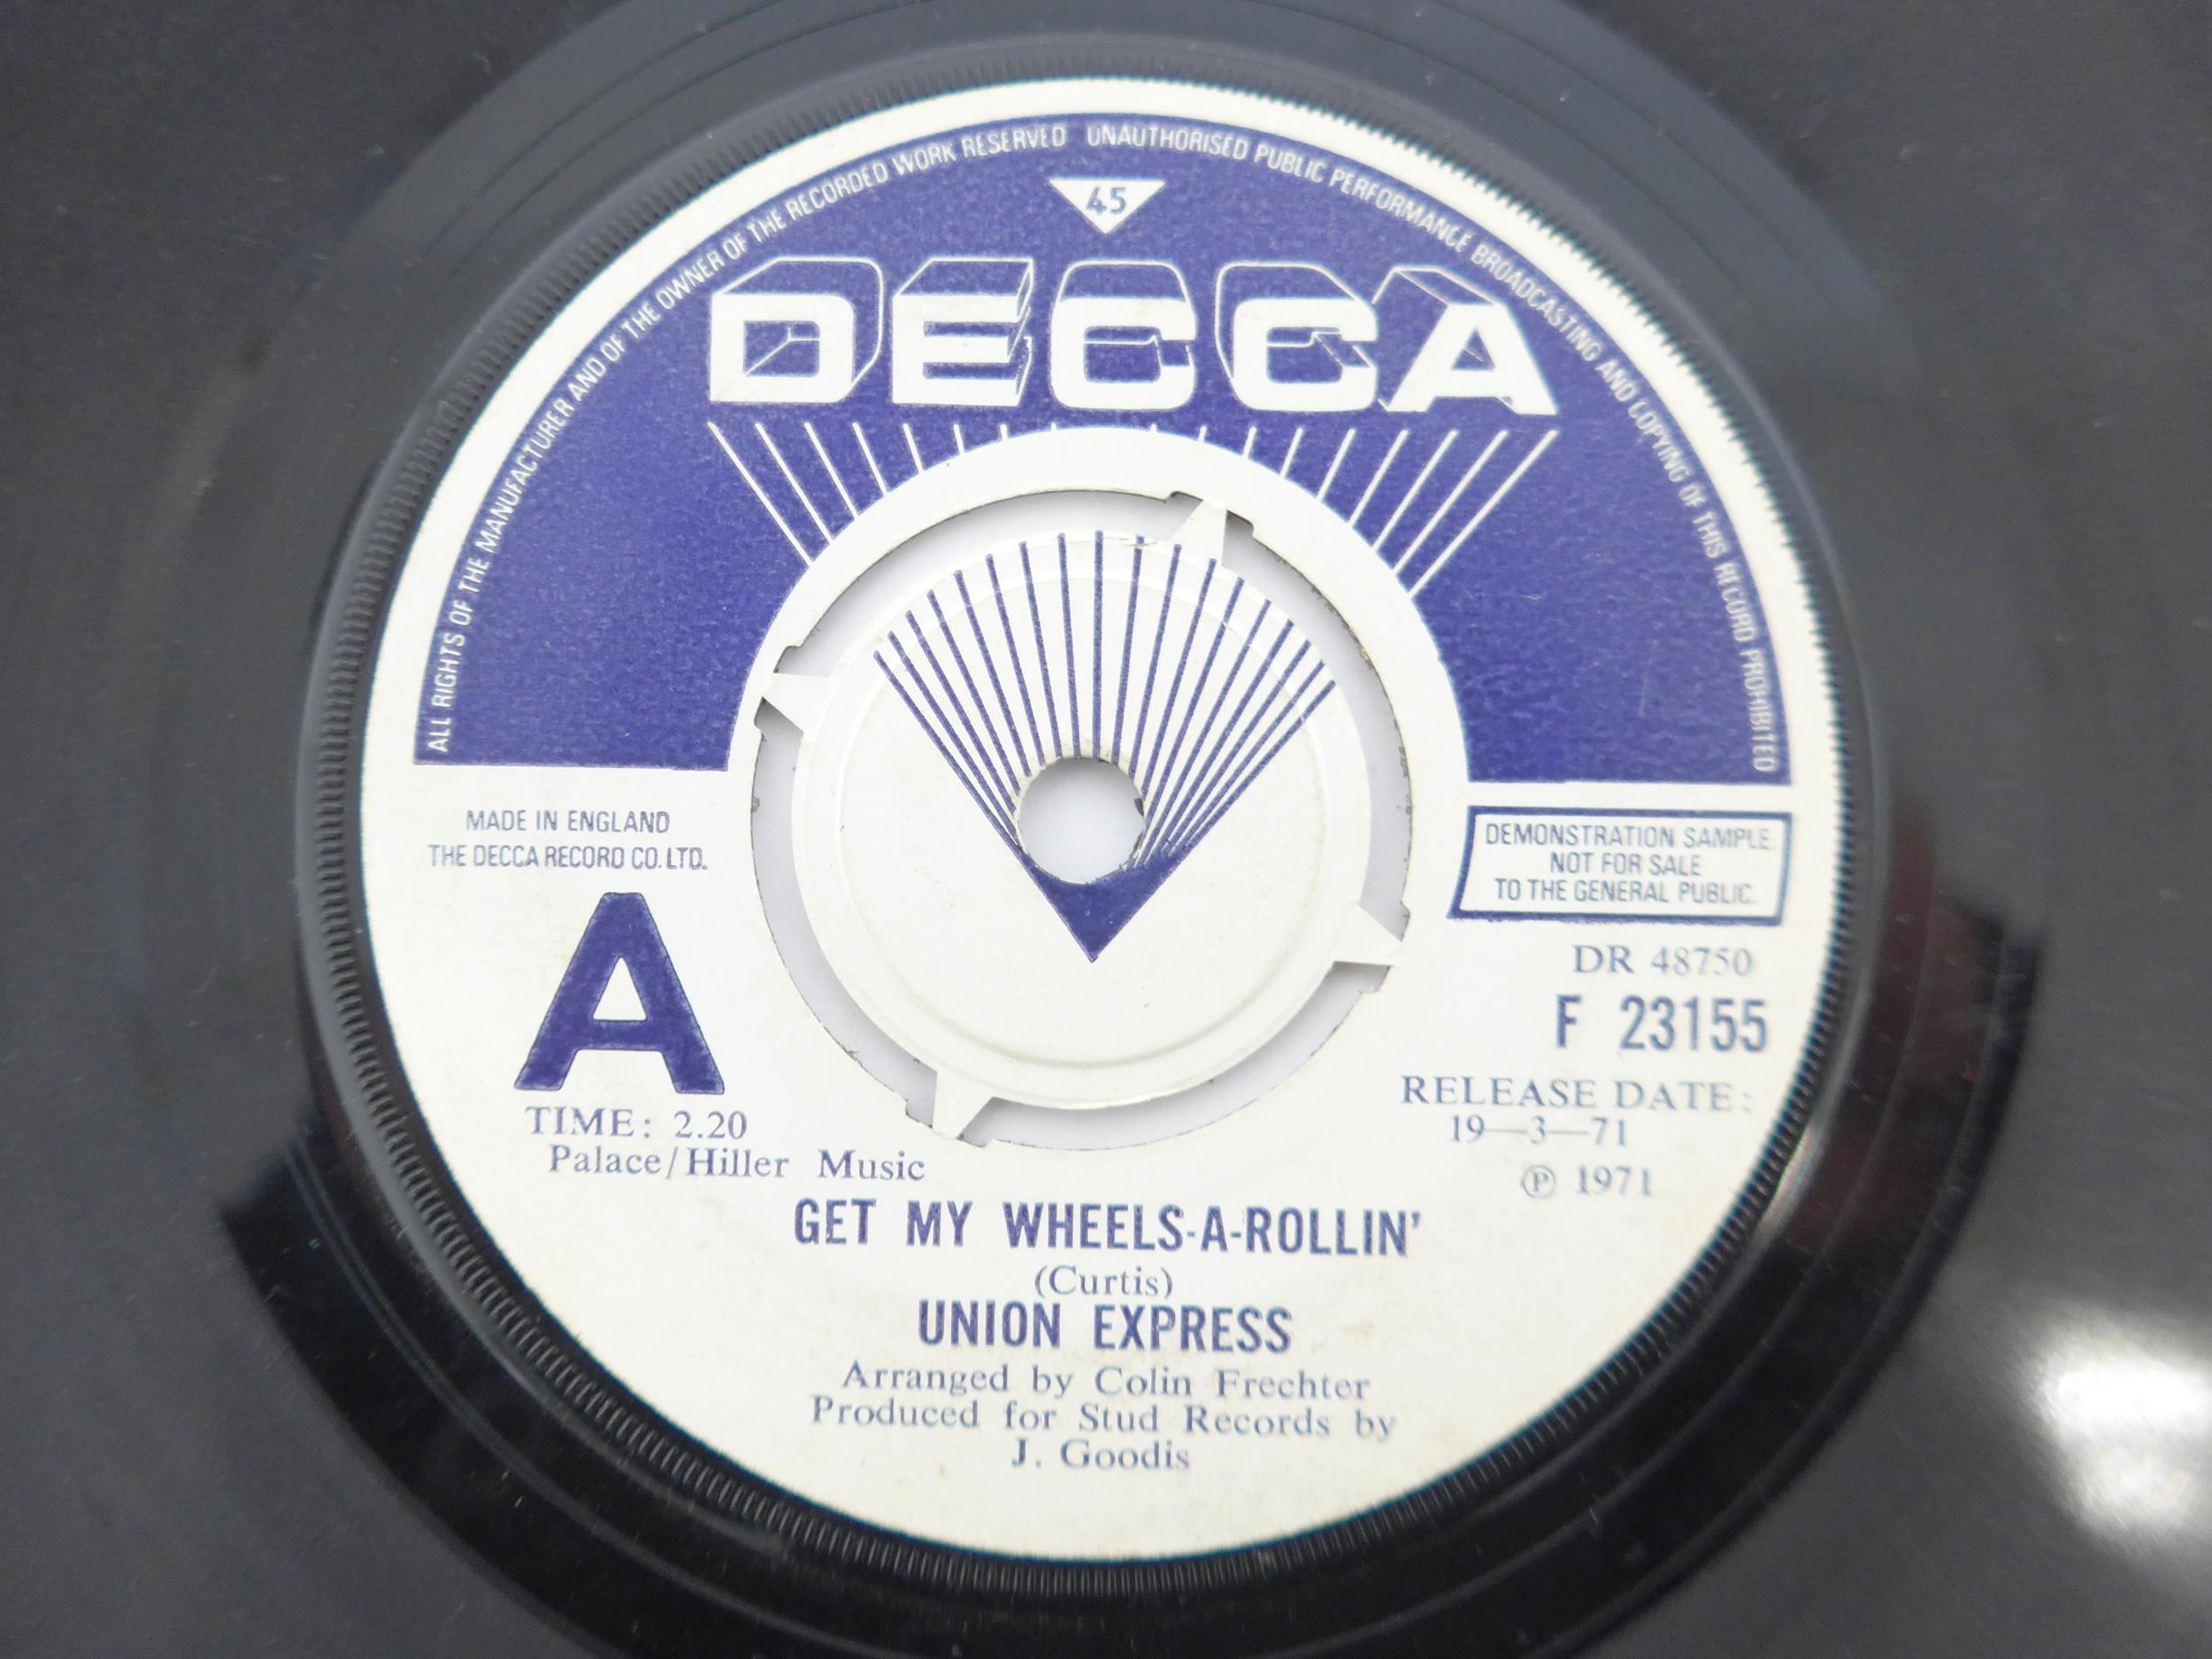 ALL RIGHTS OF THE MANUFACTURER AND OF THE OWNER OF THE RECORDED WORK RESERVED UNAUTHORISED PUBLIC PERFORMANCE BROADCASTING AND COPYING OF THIS RECORD PROHIBITED
45
DECCA
MADE IN ENGLAND
THE DECCA RECORD CO. LTD.
DEMONSTRATION SAMPLE
NOT FOR SALE
TO THE GENERAL PUBLIC.
A
DR 48750
F 23155
RELEASE DATE:
19—3—71
℗ 1971
TIME: 2.20
Palace/Hiller Music
GET MY WHEELS-A-ROLLIN'
(Curtis)
UNION EXPRESS
Arranged by Colin Frechter
Produced for Stud Records by
J. Goodis